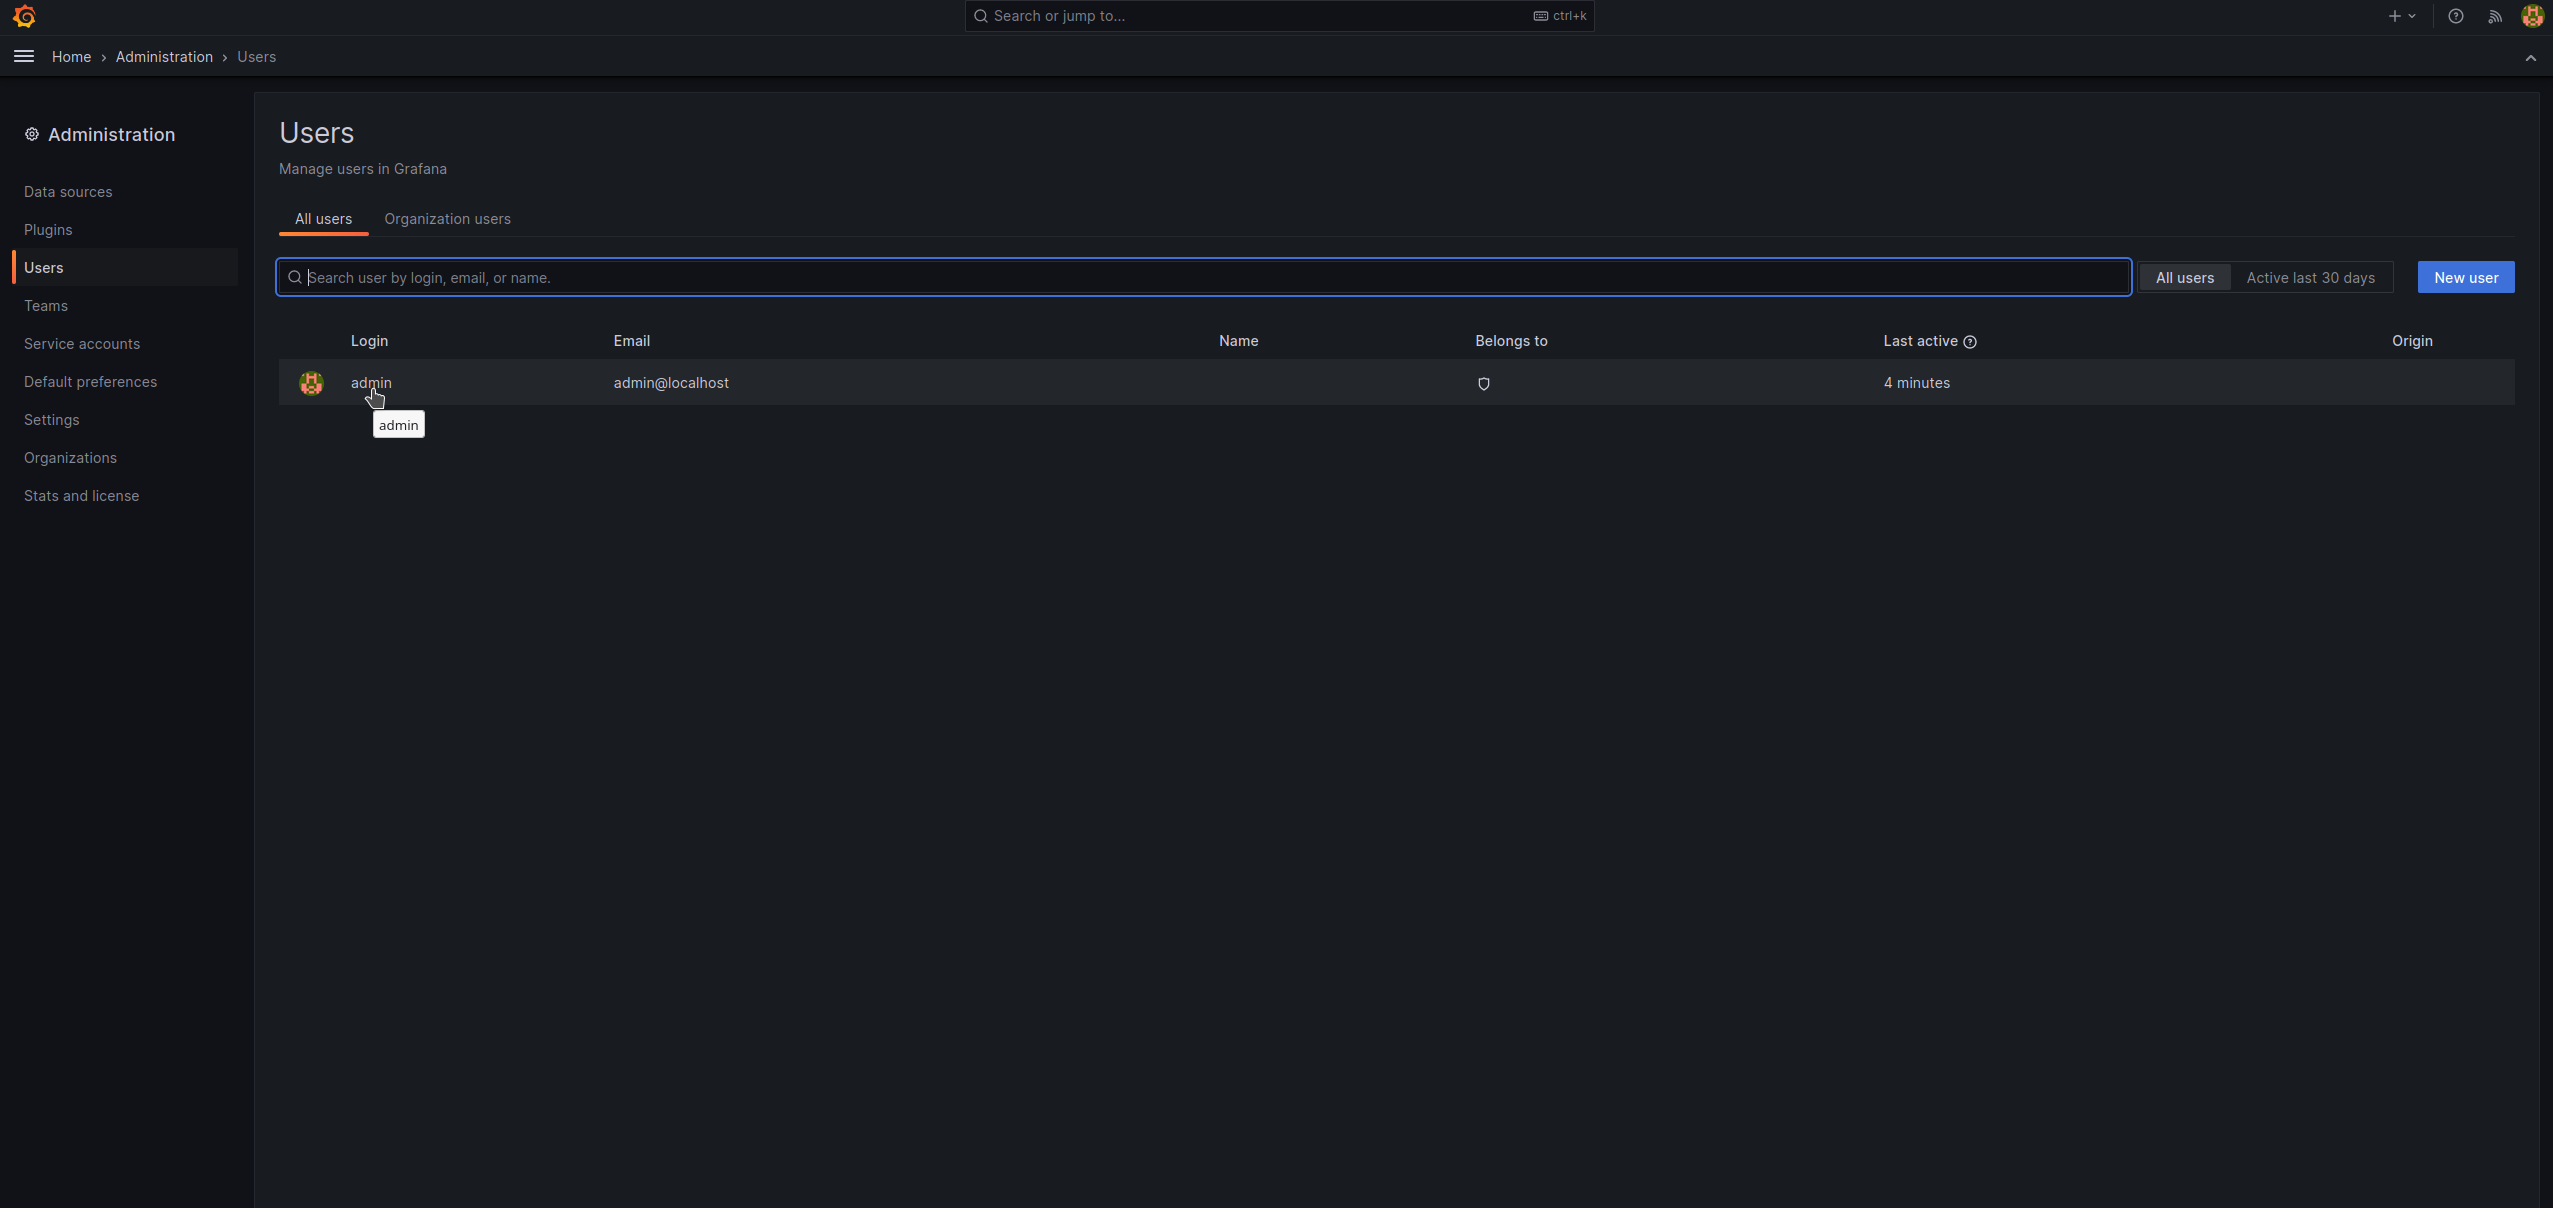 Search or jump to...
ctrl+k
Home › Administration › Users
Administration
Data sources
Plugins
Users
Teams
Service accounts
Default preferences
Settings
Organizations
Stats and license
Users
Manage users in Grafana
All users
Organization users
Search user by login, email, or name.
All users
Active last 30 days
New user
Login Email Name Belongs to Last active Origin
admin admin@localhost 4 minutes
admin